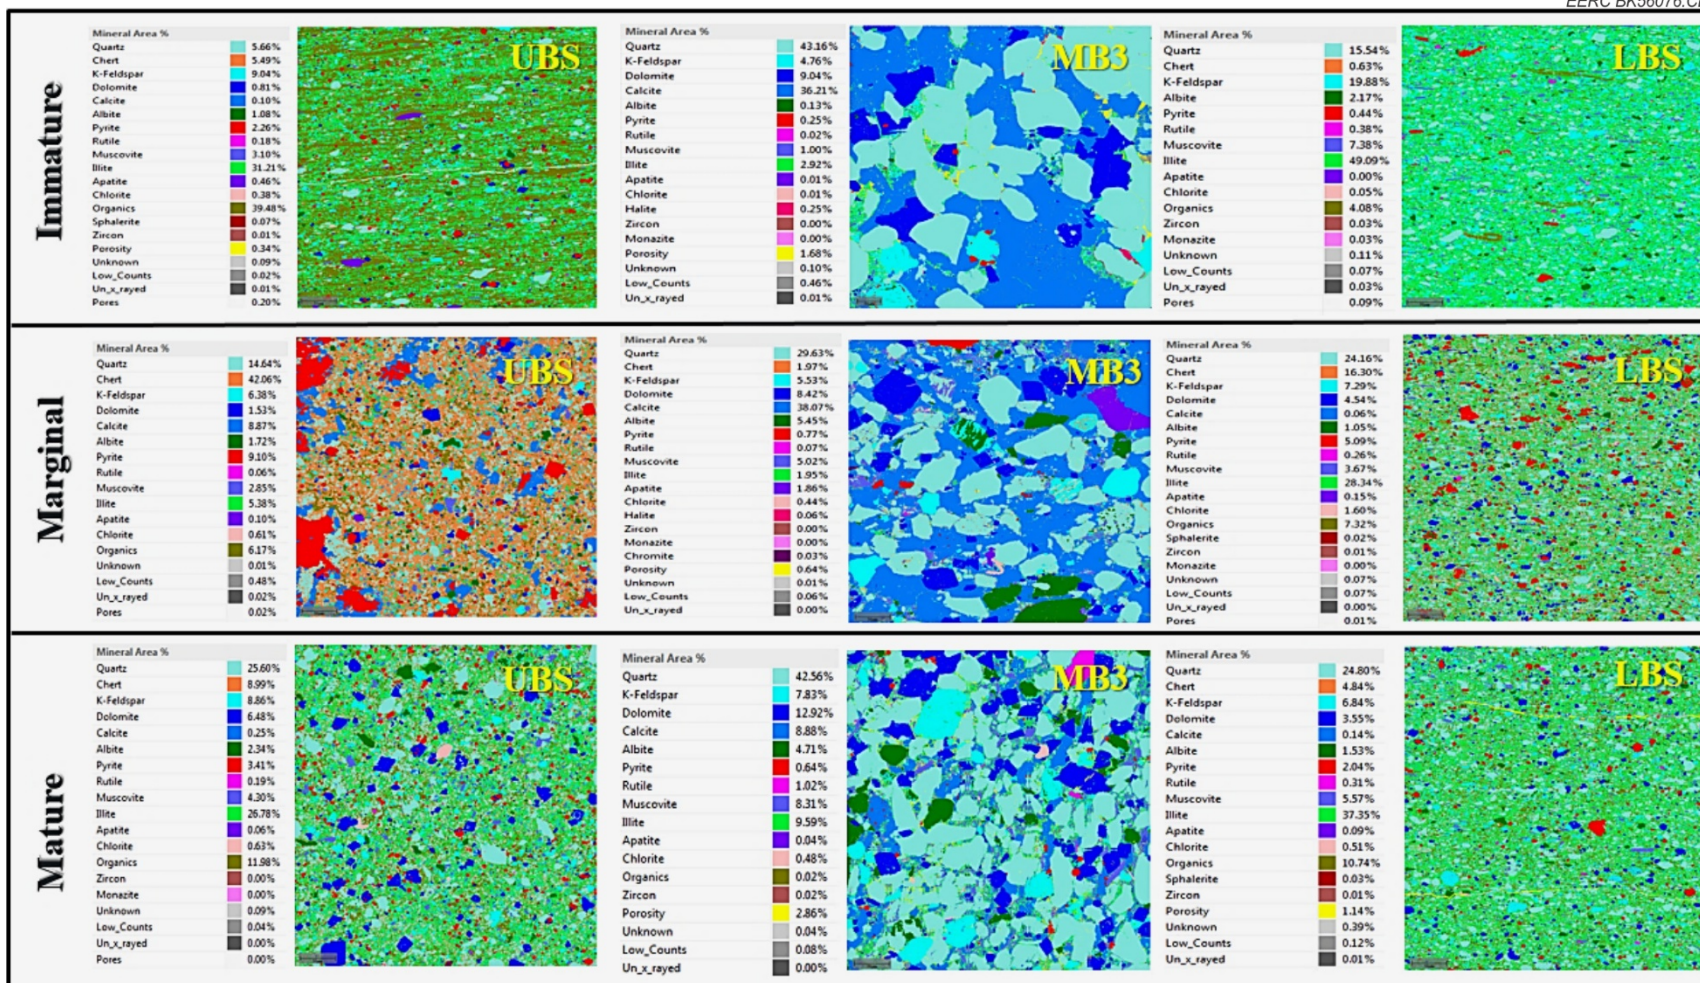 EERC BK56076.C
Immature
Mineral Area %
Quartz 5.66%
Chert 5.49%
K-Feldspar 9.04%
Dolomite 0.81%
Calcite 0.10%
Albite 1.08%
Pyrite 2.26%
Rutile 0.18%
Muscovite 3.10%
Illite 31.21%
Apatite 0.46%
Chlorite 0.38%
Organics 39.48%
Sphalerite 0.07%
Zircon 0.01%
Porosity 0.34%
Unknown 0.09%
Low_Counts 0.02%
Un_x_rayed 0.01%
Pores 0.20%
UBS
Mineral Area %
Quartz 43.16%
K-Feldspar 4.76%
Dolomite 9.04%
Calcite 36.21%
Albite 0.13%
Pyrite 0.25%
Rutile 0.02%
Muscovite 1.00%
Illite 2.92%
Apatite 0.01%
Chlorite 0.01%
Halite 0.25%
Zircon 0.00%
Monazite 0.00%
Porosity 1.68%
Unknown 0.10%
Low_Counts 0.46%
Un_x_rayed 0.01%
MB3
Mineral Area %
Quartz 15.54%
Chert 0.63%
K-Feldspar 19.88%
Albite 2.17%
Pyrite 0.44%
Rutile 0.38%
Muscovite 7.38%
Illite 49.09%
Apatite 0.00%
Chlorite 0.05%
Organics 4.08%
Zircon 0.03%
Monazite 0.03%
Unknown 0.11%
Low_Counts 0.07%
Un_x_rayed 0.03%
Pores 0.09%
LBS
Marginal
Mineral Area %
Quartz 14.64%
Chert 42.06%
K-Feldspar 6.38%
Dolomite 1.53%
Calcite 8.87%
Albite 1.72%
Pyrite 9.10%
Rutile 0.06%
Muscovite 2.85%
Illite 5.38%
Apatite 0.10%
Chlorite 0.61%
Organics 6.17%
Unknown 0.01%
Low_Counts 0.48%
Un_x_rayed 0.02%
Pores 0.02%
UBS
Mineral Area %
Quartz 29.63%
Chert 1.97%
K-Feldspar 5.53%
Dolomite 8.42%
Calcite 38.07%
Albite 5.45%
Pyrite 0.77%
Rutile 0.07%
Muscovite 5.02%
Illite 1.95%
Apatite 1.86%
Chlorite 0.44%
Halite 0.06%
Zircon 0.00%
Monazite 0.00%
Chromite 0.03%
Porosity 0.64%
Unknown 0.01%
Low_Counts 0.06%
Un_x_rayed 0.00%
MB3
Mineral Area %
Quartz 24.16%
Chert 16.30%
K-Feldspar 7.29%
Dolomite 4.54%
Calcite 0.06%
Albite 1.05%
Pyrite 5.09%
Rutile 0.26%
Muscovite 3.67%
Illite 28.34%
Apatite 0.15%
Chlorite 1.60%
Organics 7.32%
Sphalerite 0.02%
Zircon 0.01%
Monazite 0.00%
Unknown 0.07%
Low_Counts 0.07%
Un_x_rayed 0.00%
Pores 0.01%
LBS
Mature
Mineral Area %
Quartz 25.60%
Chert 8.99%
K-Feldspar 8.86%
Dolomite 6.48%
Calcite 0.25%
Albite 2.34%
Pyrite 3.41%
Rutile 0.19%
Muscovite 4.30%
Illite 26.78%
Apatite 0.06%
Chlorite 0.63%
Organics 11.98%
Zircon 0.00%
Monazite 0.00%
Unknown 0.09%
Low_Counts 0.04%
Un_x_rayed 0.00%
Pores 0.00%
UBS
Mineral Area %
Quartz 42.56%
K-Feldspar 7.83%
Dolomite 12.92%
Calcite 8.88%
Albite 4.71%
Pyrite 0.64%
Rutile 1.02%
Muscovite 8.31%
Illite 9.59%
Apatite 0.04%
Chlorite 0.48%
Organics 0.02%
Zircon 0.02%
Porosity 2.86%
Unknown 0.04%
Low_Counts 0.08%
Un_x_rayed 0.00%
MB3
Mineral Area %
Quartz 24.80%
Chert 4.84%
K-Feldspar 6.84%
Dolomite 3.55%
Calcite 0.14%
Albite 1.53%
Pyrite 2.04%
Rutile 0.31%
Muscovite 5.57%
Illite 37.35%
Apatite 0.09%
Chlorite 0.51%
Organics 10.74%
Sphalerite 0.03%
Zircon 0.01%
Porosity 1.14%
Unknown 0.39%
Low_Counts 0.12%
Un_x_rayed 0.01%
LBS